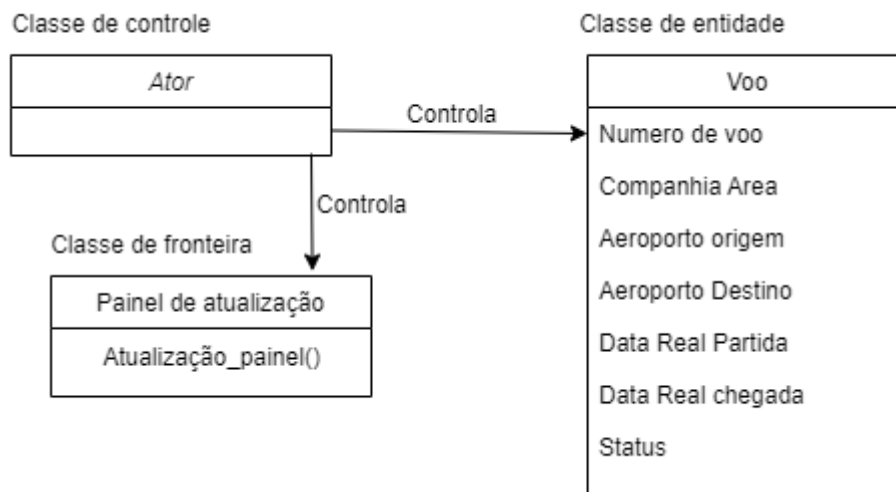 Classe de controle
Ator
Controla
Controla
Classe de fronteira
Painel de atualização
Atualização_painel()
Classe de entidade
Voo
Numero de voo
Companhia Area
Aeroporto origem
Aeroporto Destino
Data Real Partida
Data Real chegada
Status